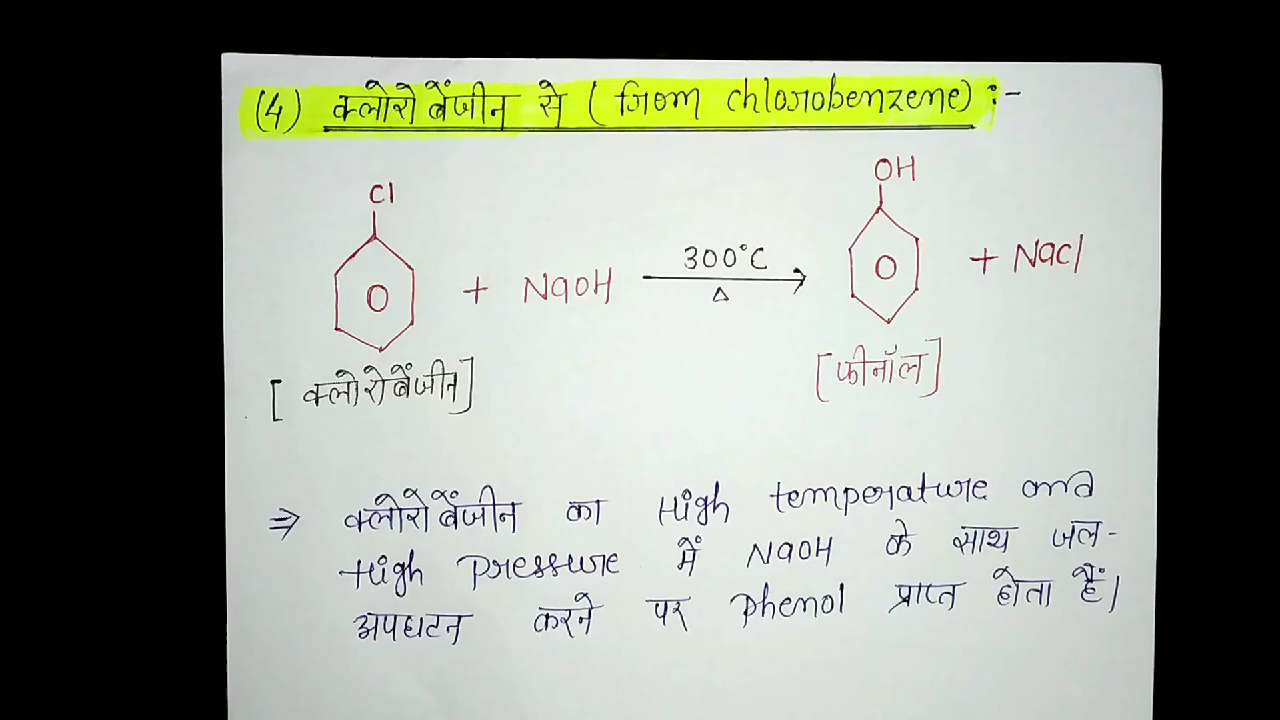 (4) क्लोरो बेंजीन से (from chlorobenzene) :-
Cl
OH
+ NaOH
300°C
Δ
+ NaCl
[क्लोरोबेंजीन]
[फीनॉल]
⇒ क्लोरोबेंजीन का High temperature and
High Pressure में NaOH के साथ जल-
अपघटन करने पर Phenol प्राप्त होता हैं।